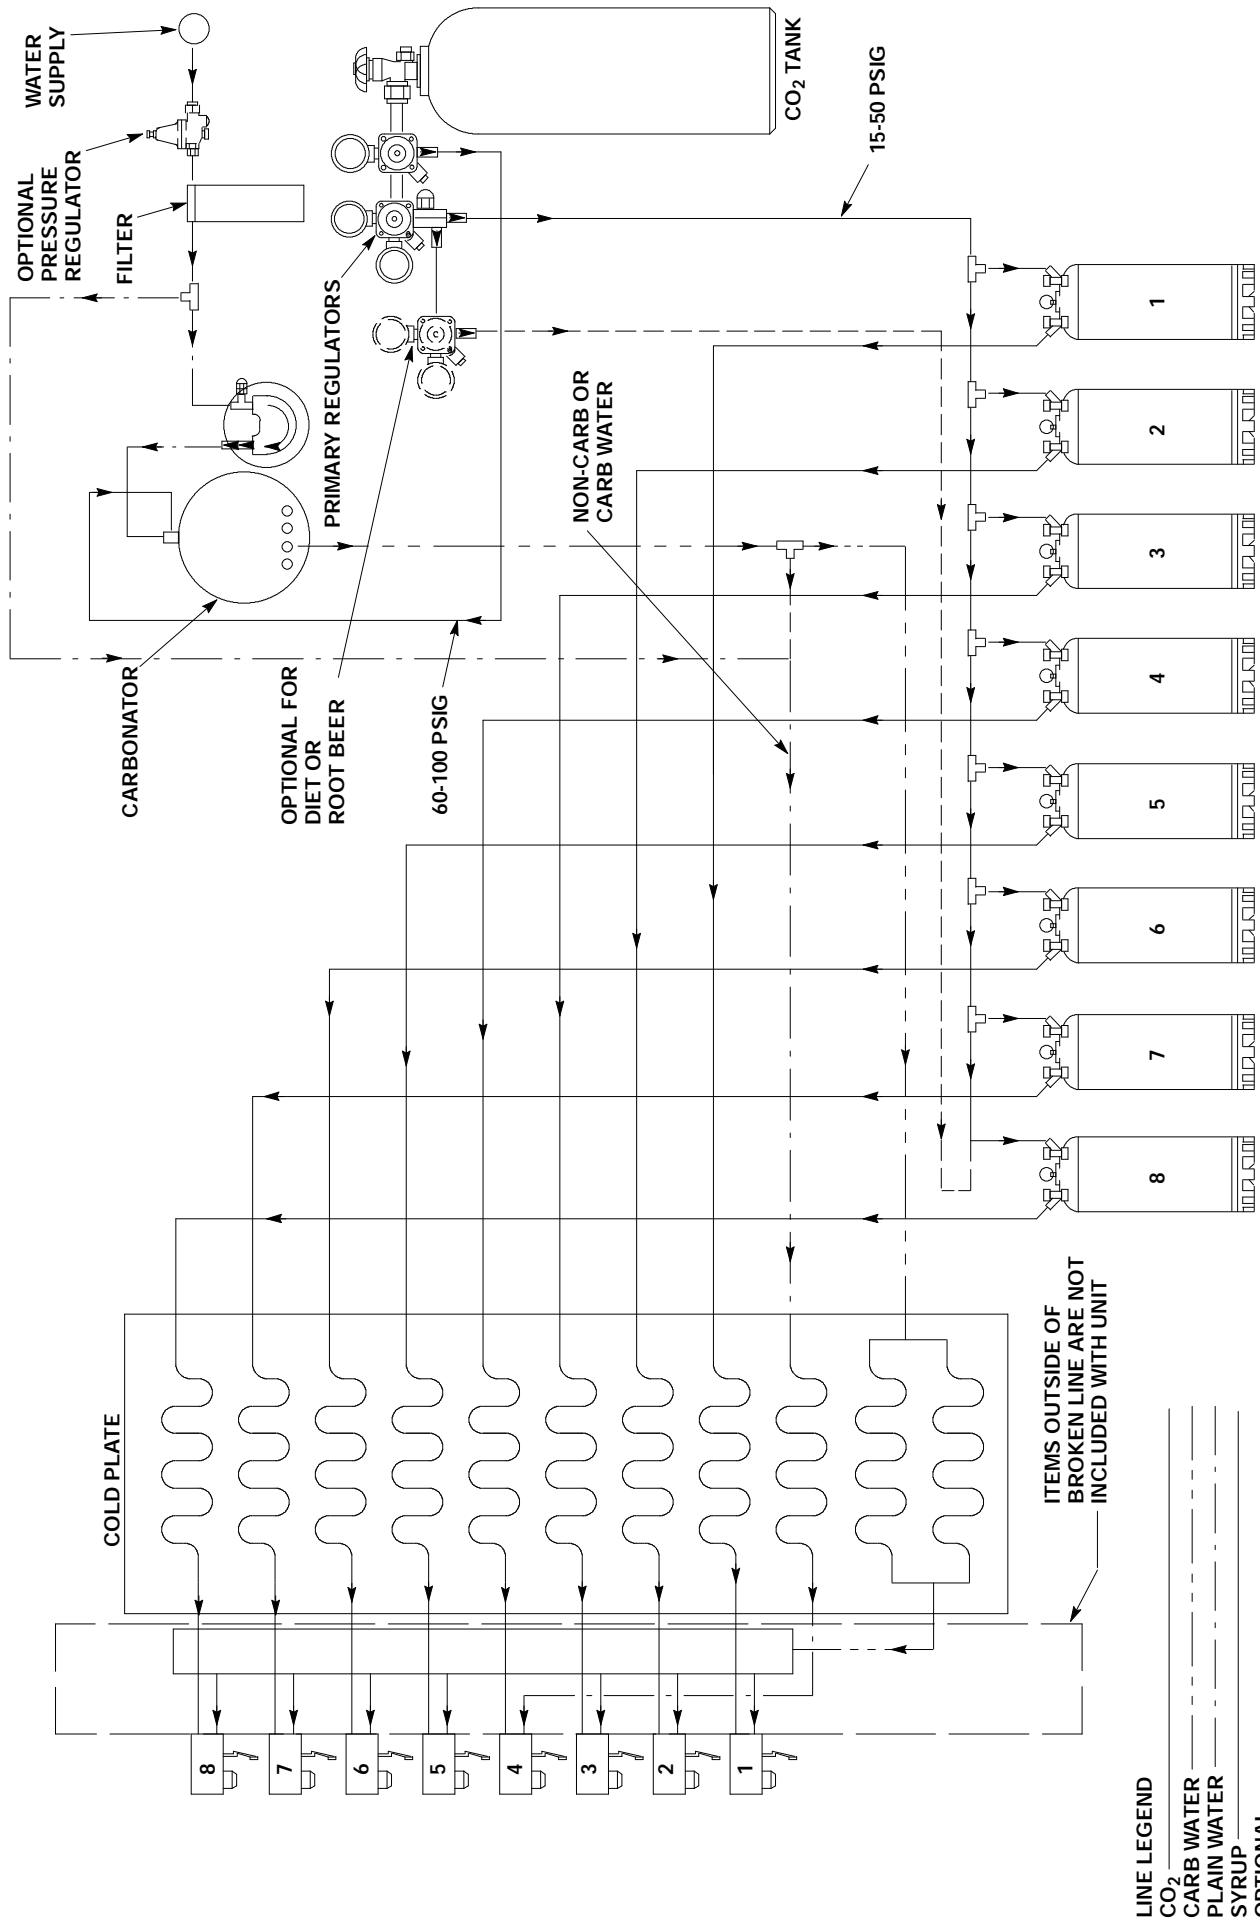 WATER
SUPPLY
OPTIONAL
PRESSURE
REGULATOR
FILTER
CO₂ TANK
15-50 PSIG
PRIMARY REGULATORS
NON-CARB OR
CARB WATER
CARBONATOR
OPTIONAL FOR
DIET OR
ROOT BEER
60-100 PSIG
1
2
3
4
5
6
7
8
COLD PLATE
ITEMS OUTSIDE OF
BROKEN LINE ARE NOT
INCLUDED WITH UNIT
8
7
6
5
4
3
2
1
LINE LEGEND
CO₂
CARB WATER
PLAIN WATER
SYRUP
OPTIONAL